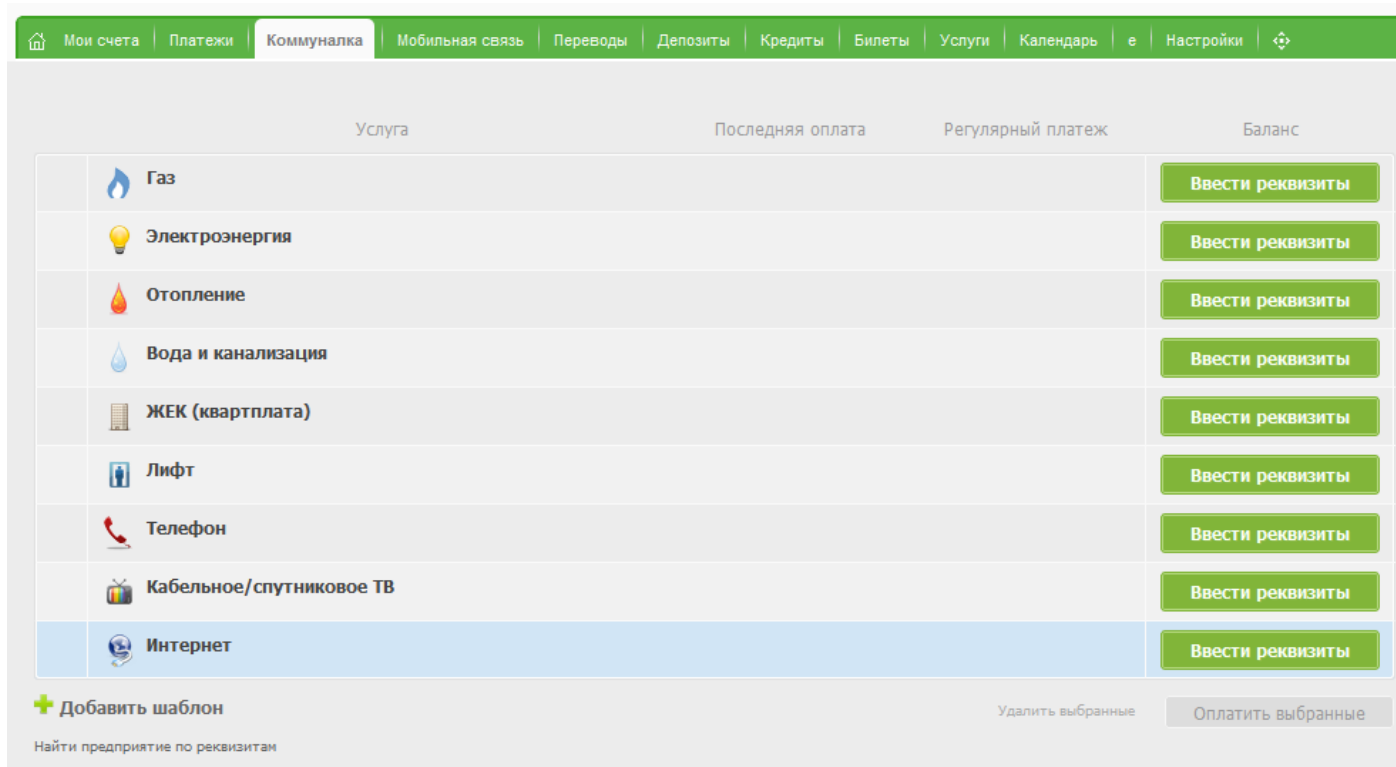 Мои счета Платежи Коммуналка Мобильная связь Переводы Депозиты Кредиты Билеты Услуги Календарь е Настройки
Услуга Последняя оплата Регулярный платеж Баланс
Газ Ввести реквизиты
Электроэнергия Ввести реквизиты
Отопление Ввести реквизиты
Вода и канализация Ввести реквизиты
ЖЕК (квартплата) Ввести реквизиты
Лифт Ввести реквизиты
Телефон Ввести реквизиты
Кабельное/спутниковое ТВ Ввести реквизиты
Интернет Ввести реквизиты
Добавить шаблон Удалить выбранные Оплатить выбранные
Найти предприятие по реквизитам